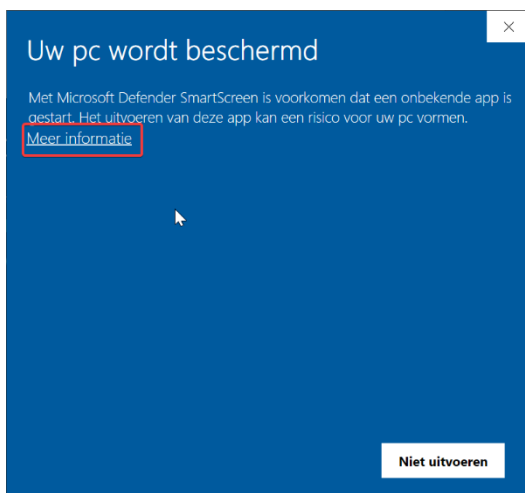 Uw pc wordt beschermd
Met Microsoft Defender SmartScreen is voorkomen dat een onbekende app is
gestart. Het uitvoeren van deze app kan een risico voor uw pc vormen.
Meer informatie
Niet uitvoeren